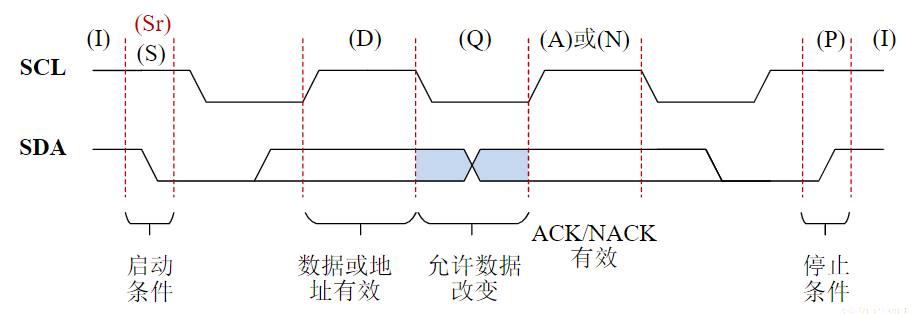 (Sr)
(I) (S) (D) (Q) (A)或(N) (P) (I)
SCL
SDA
启动
条件
数据或地
址有效
允许数据
改变
ACK/NACK
有效
停止
条件